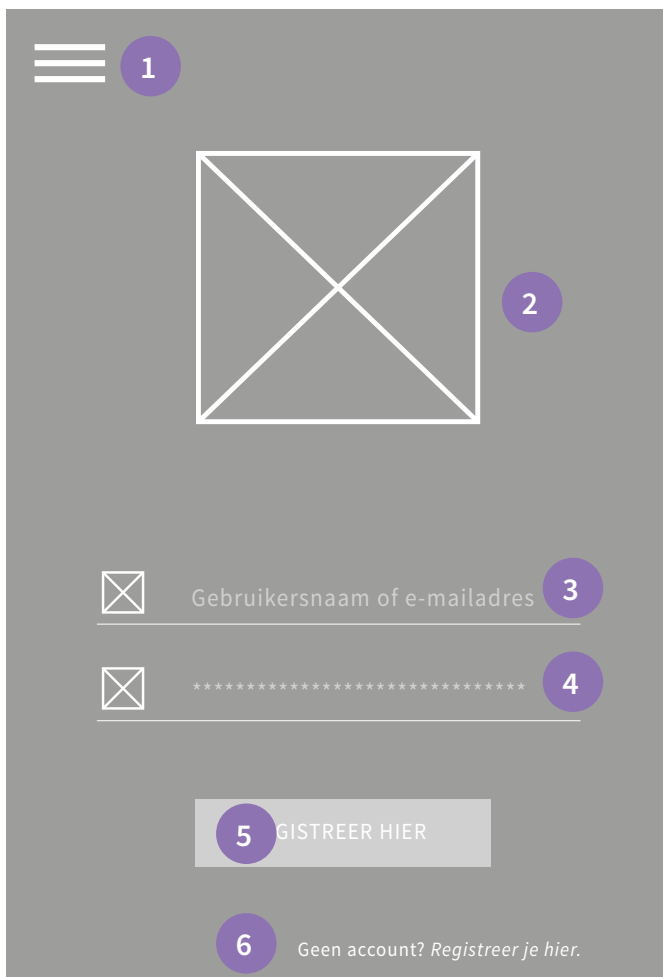 1
2
Gebruikersnaam of e-mailadres 3
******************************* 4
5 GISTREER HIER
6 Geen account? Registreer je hier.